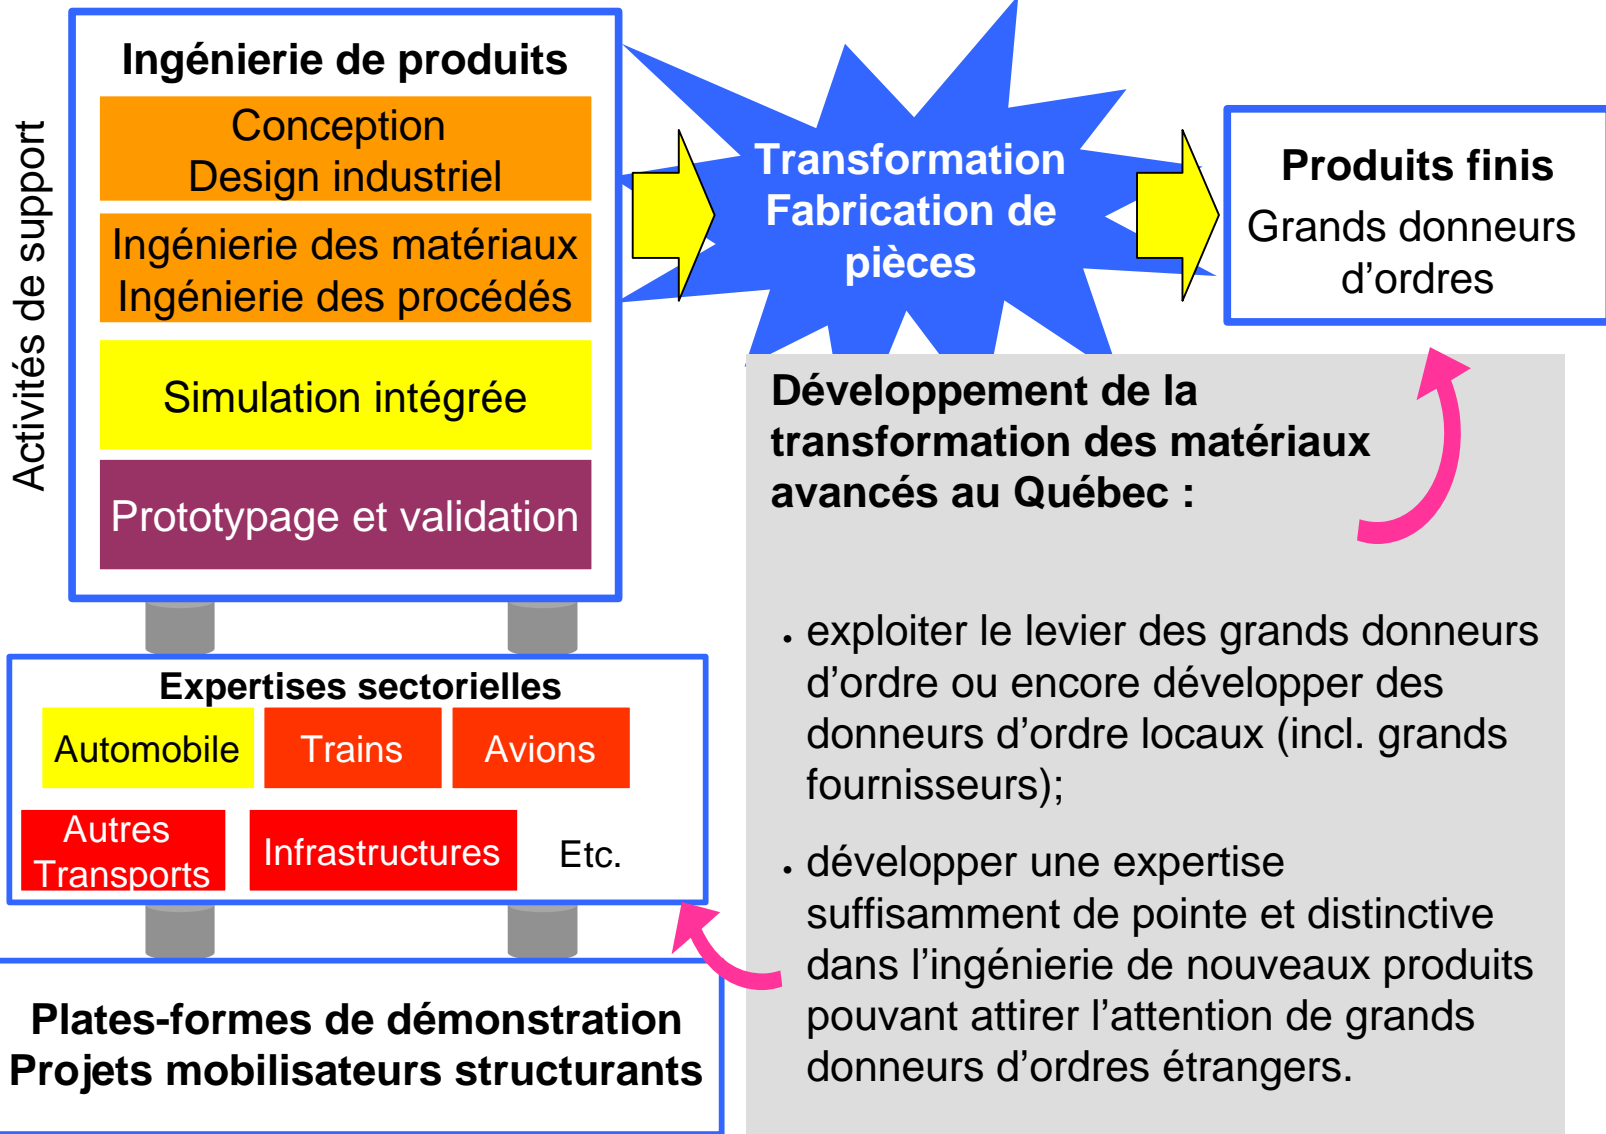 Activités de support
Ingénierie de produits
Conception
Design industriel
Ingénierie des matériaux
Ingénierie des procédés
Simulation intégrée
Prototypage et validation
Transformation
Fabrication de
pièces
Produits finis
Grands donneurs
d’ordres
Expertises sectorielles
Automobile
Trains
Avions
Autres
Transports
Infrastructures
Etc.
Plates-formes de démonstration
Projets mobilisateurs structurants
Développement de la
transformation des matériaux
avancés au Québec :
• exploiter le levier des grands donneurs
d’ordre ou encore développer des
donneurs d’ordre locaux (incl. grands
fournisseurs);
• développer une expertise
suffisamment de pointe et distinctive
dans l’ingénierie de nouveaux produits
pouvant attirer l’attention de grands
donneurs d’ordres étrangers.